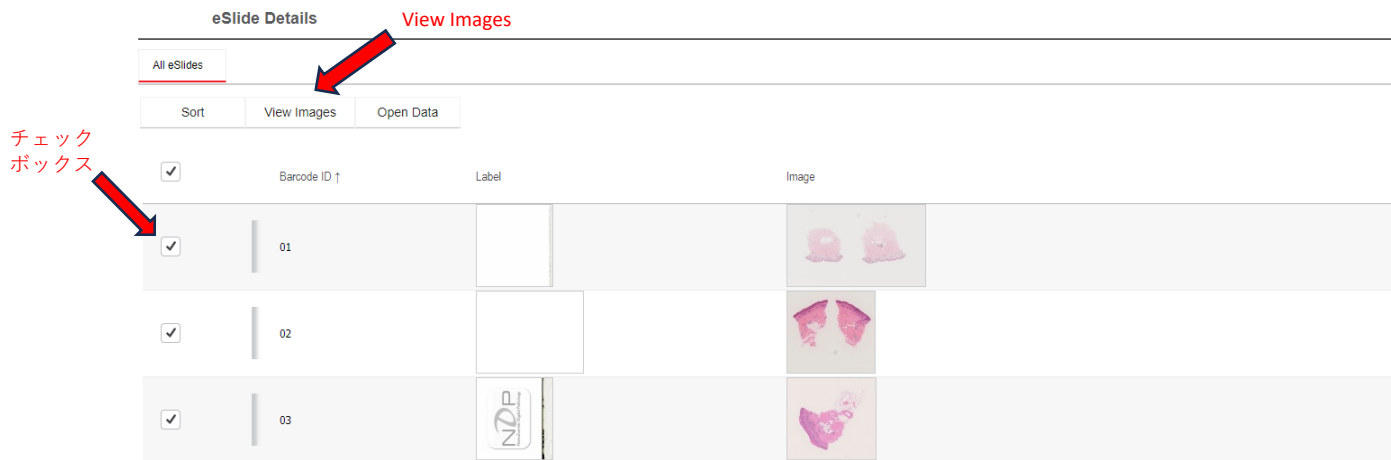 eSlide Details
View Images
All eSlides
Sort View Images Open Data
チェック
ボックス
Barcode ID ↑ Label Image
01
02
03
NDP